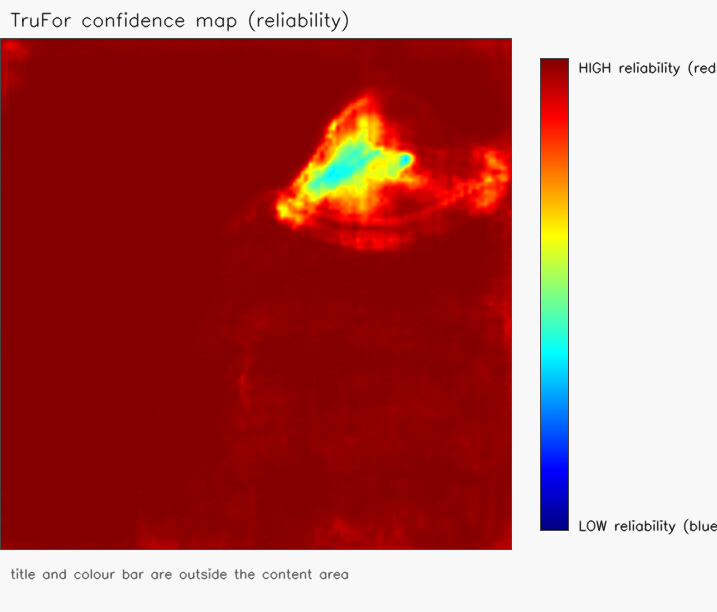 TruFor confidence map (reliability)
HIGH reliability (red
LOW reliability (blue
title and colour bar are outside the content area